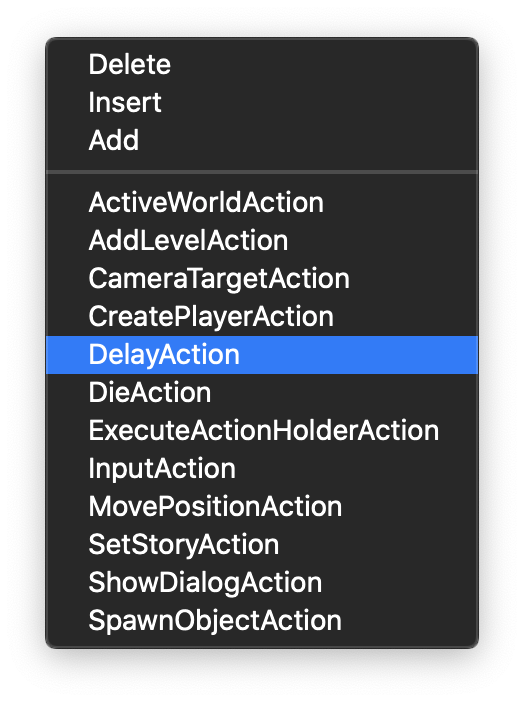 Delete
Insert
Add
ActiveWorldAction
AddLevelAction
CameraTargetAction
CreatePlayerAction
DelayAction
DieAction
ExecuteActionHolderAction
InputAction
MovePositionAction
SetStoryAction
ShowDialogAction
SpawnObjectAction